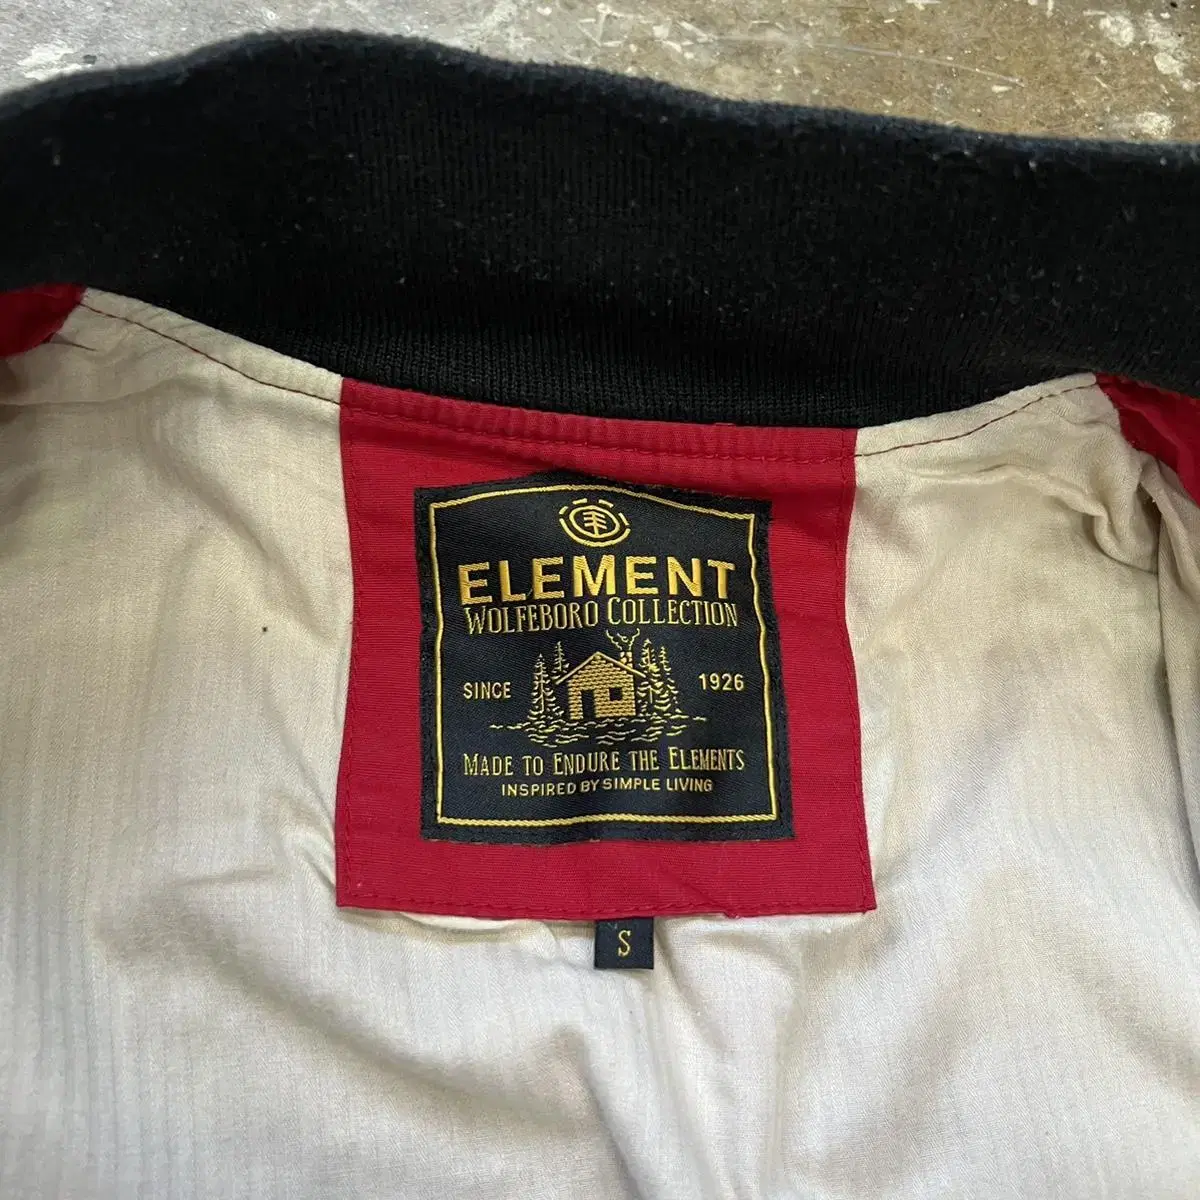 ELEMENT
WOLFEBORO COLLECTION
SINCE 1926
MADE TO ENDURE THE ELEMENTS
INSPIRED BY SIMPLE LIVING
S